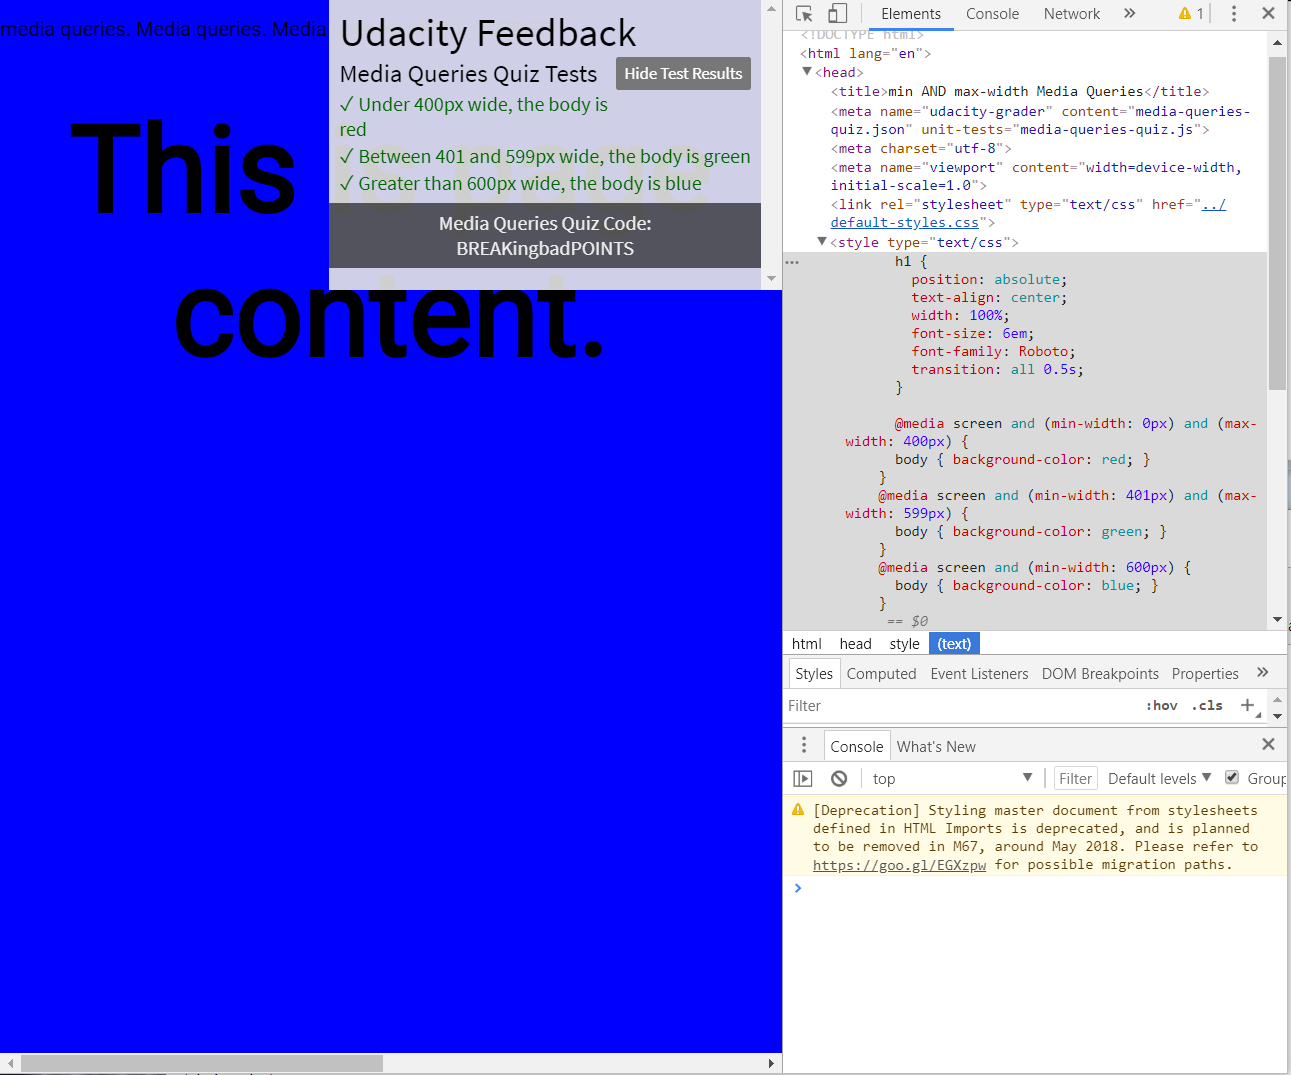 media queries. Media queries. Media
This
content.
Udacity Feedback
Media Queries Quiz Tests
Hide Test Results
✓ Under 400px wide, the body is
red
✓ Between 401 and 599px wide, the body is green
✓ Greater than 600px wide, the body is blue
Media Queries Quiz Code:
BREAKingbadPOINTS
Elements
Console
Network
»
1
<!DOCTYPE html>
<html lang="en">
▼<head>
<title>min AND max-width Media Queries</title>
<meta name="udacity-grader" content="media-queries-
quiz.json" unit-tests="media-queries-quiz.js">
<meta charset="utf-8">
<meta name="viewport" content="width=device-width,
initial-scale=1.0">
<link rel="stylesheet" type="text/css" href="../
default-styles.css">
▼<style type="text/css">
h1 {
position: absolute;
text-align: center;
width: 100%;
font-size: 6em;
font-family: Roboto;
transition: all 0.5s;
}
@media screen and (min-width: 0px) and (max-
width: 400px) {
body { background-color: red; }
}
@media screen and (min-width: 401px) and (max-
width: 599px) {
body { background-color: green; }
}
@media screen and (min-width: 600px) {
body { background-color: blue; }
}
== $0
html head style (text)
Styles Computed Event Listeners DOM Breakpoints Properties »
Filter :hov .cls +
Console What's New
top Filter Default levels ▼ Group
[Deprecation] Styling master document from stylesheets
defined in HTML Imports is deprecated, and is planned
to be removed in M67, around May 2018. Please refer to
https://goo.gl/EGXzpw for possible migration paths.